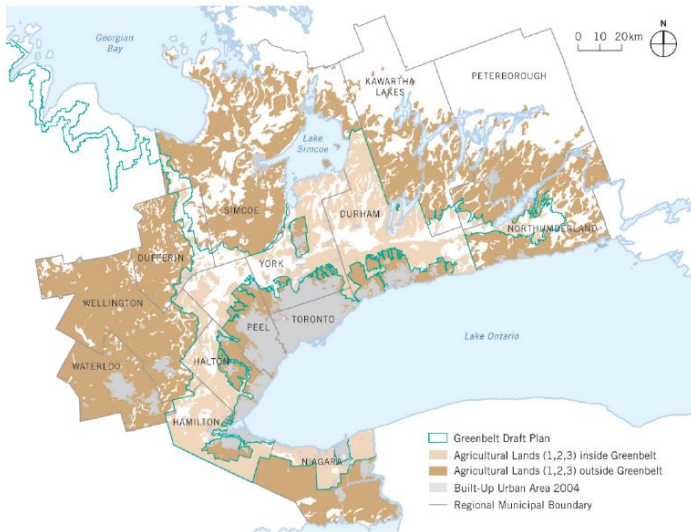 Georgian
Bay
0 10 20km
N
KAWARTHA
LAKES
PETERBOROUGH
Lake
Simcoe
SIMCOE
DURHAM
NORTHUMBERLAND
DUFFERIN
YORK
WELLINGTON
PEEL
TORONTO
Lake Ontario
WATERLOO
HALTON
HAMILTON
NIAGARA
Greenbelt Draft Plan
Agricultural Lands (1,2,3) inside Greenbelt
Agricultural Lands (1,2,3) outside Greenbelt
Built-Up Urban Area 2004
Regional Municipal Boundary